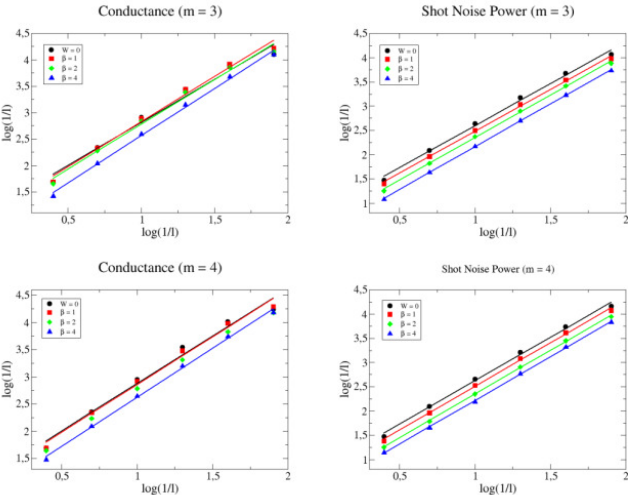 Conductance (m = 3)
4,5
4
3,5
3
2,5
2
1,5
log(1/l)
W = 0
β = 1
β = 2
β = 4
0,5
1
1,5
2
log(1/l)
Shot Noise Power (m = 3)
4,5
4
3,5
3
2,5
2
1,5
1
log(1/l)
W = 0
β = 1
β = 2
β = 4
0,5
1
1,5
2
log(1/l)
Conductance (m = 4)
4,5
4
3,5
3
2,5
2
1,5
log(1/l)
W = 0
β = 1
β = 2
β = 4
0,5
1
1,5
2
log(1/l)
Shot Noise Power (m = 4)
4,5
4
3,5
3
2,5
2
1,5
1
log(1/l)
W = 0
β = 1
β = 2
β = 4
0,5
1
1,5
2
log(1/l)